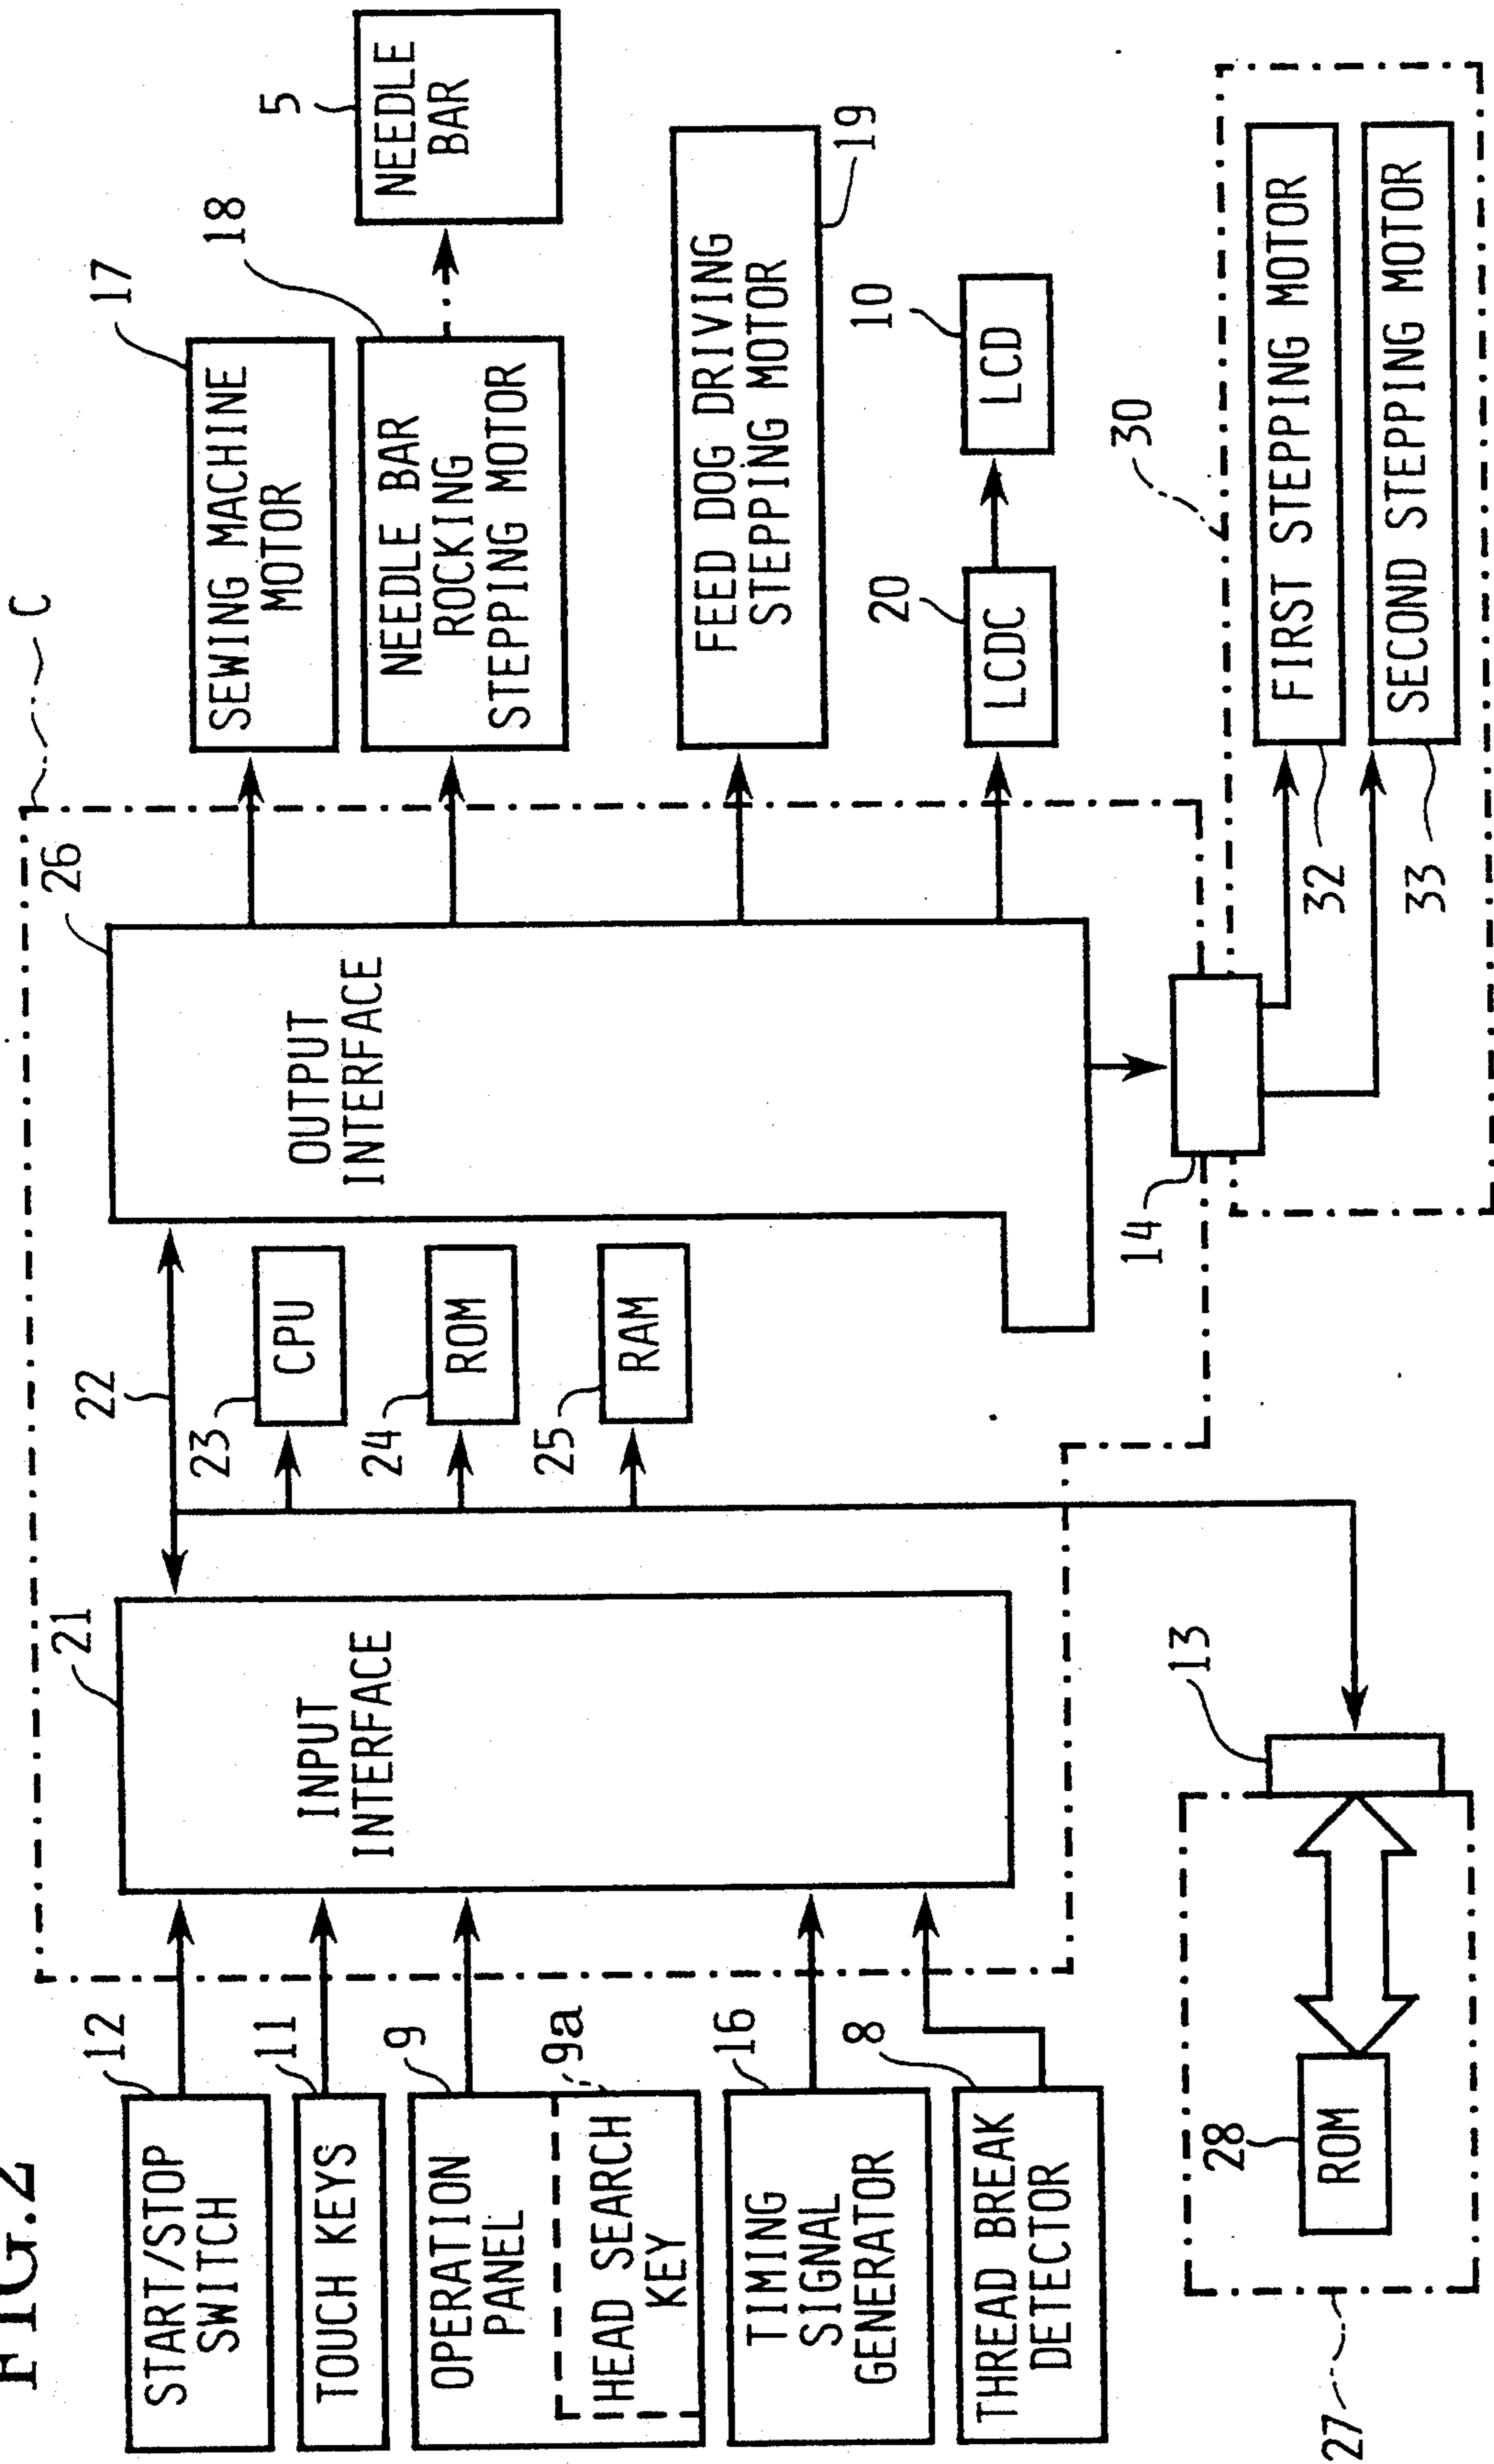 FIG.2
C
12
START/STOP
SWITCH
11
TOUCH KEYS
9
OPERATION
PANEL
9a
HEAD SEARCH
KEY
16
TIMING
SIGNAL
GENERATOR
8
THREAD BREAK
DETECTOR
21
INPUT
INTERFACE
22
23
CPU
24
ROM
25
RAM
26
OUTPUT
INTERFACE
17
SEWING MACHINE
MOTOR
18
NEEDLE BAR
ROCKING
STEPPING MOTOR
5
NEEDLE
BAR
FEED DOG DRIVING
STEPPING MOTOR
19
20
LCDC
10
LCD
14
30
FIRST STEPPING MOTOR
32
SECOND STEPPING MOTOR
33
13
28
ROM
27